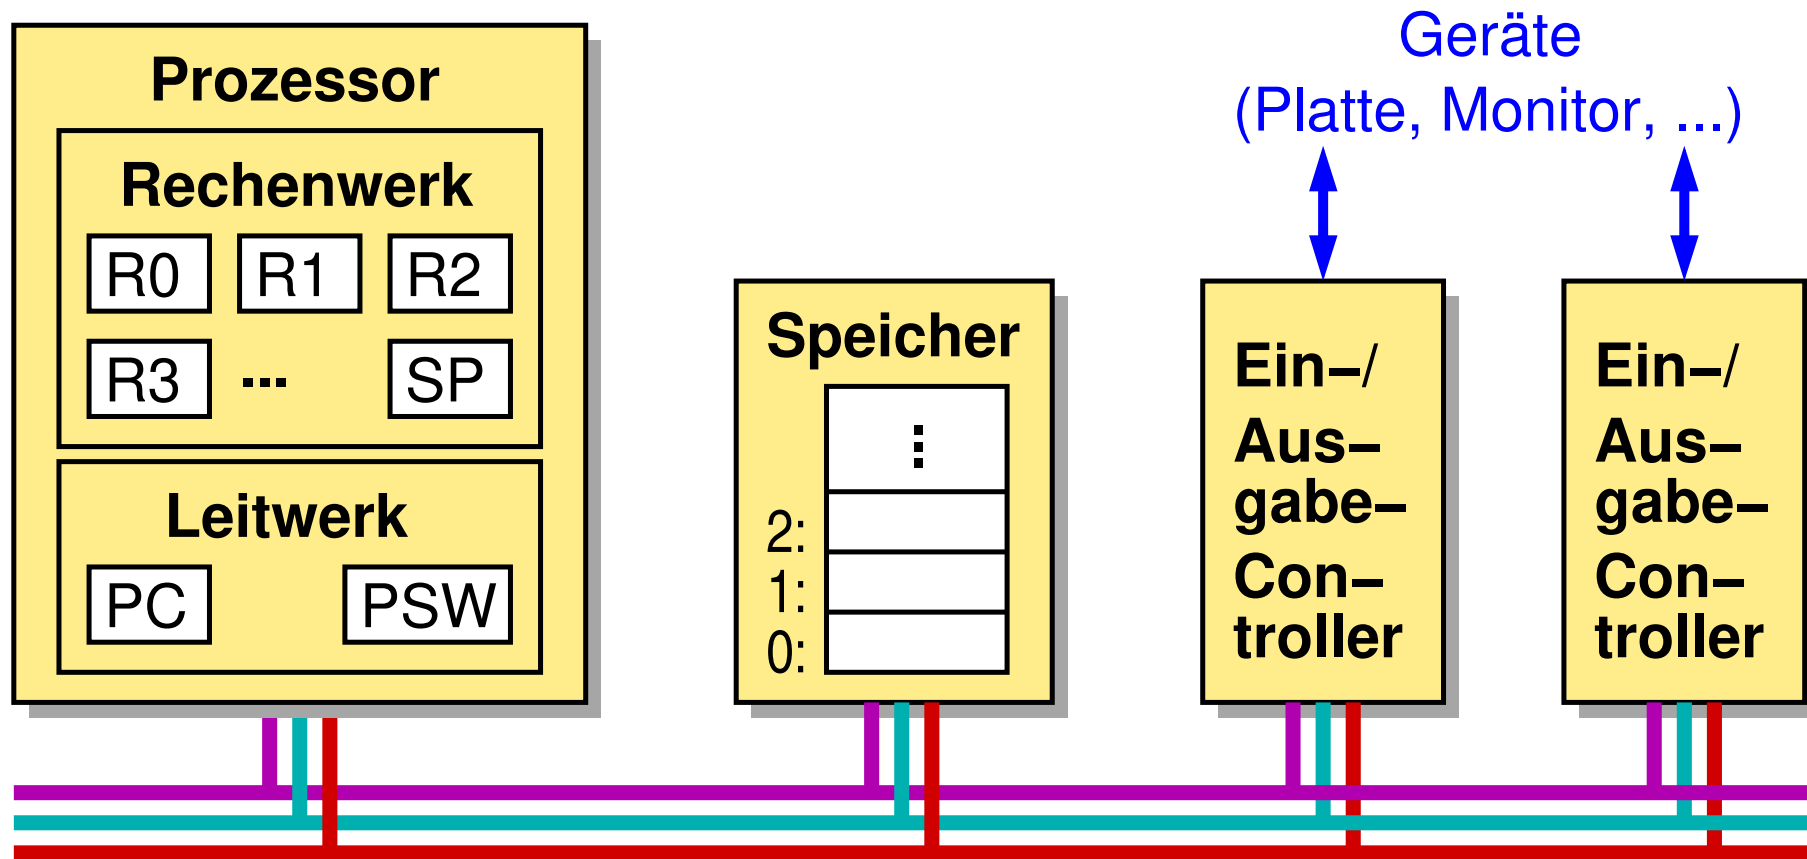 Prozessor
Rechenwerk
R0 R1 R2
R3 ... SP
Leitwerk
PC PSW
Speicher
⋮
2:
1:
0:
Geräte
(Platte, Monitor, ...)
Ein–/
Aus–
gabe–
Con–
troller
Ein–/
Aus–
gabe–
Con–
troller